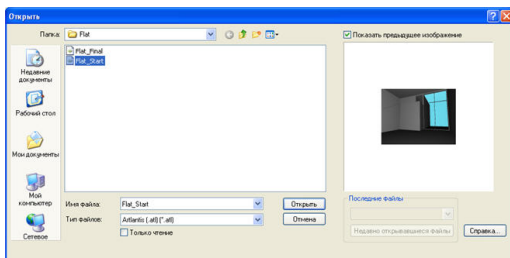 Открыть
Папка: Flat
Показать предыдущее изображение
Flat_Final
Flat_Start
Недавние документы
Рабочий стол
Мои документы
Мой компьютер
Сетевое
Имя файла: Flat_Start Открыть
Тип файлов: Artlantis (.atl) (*.atl) Отмена
Только чтение
Последние файлы
Недавно открывавшиеся файлы Справка...